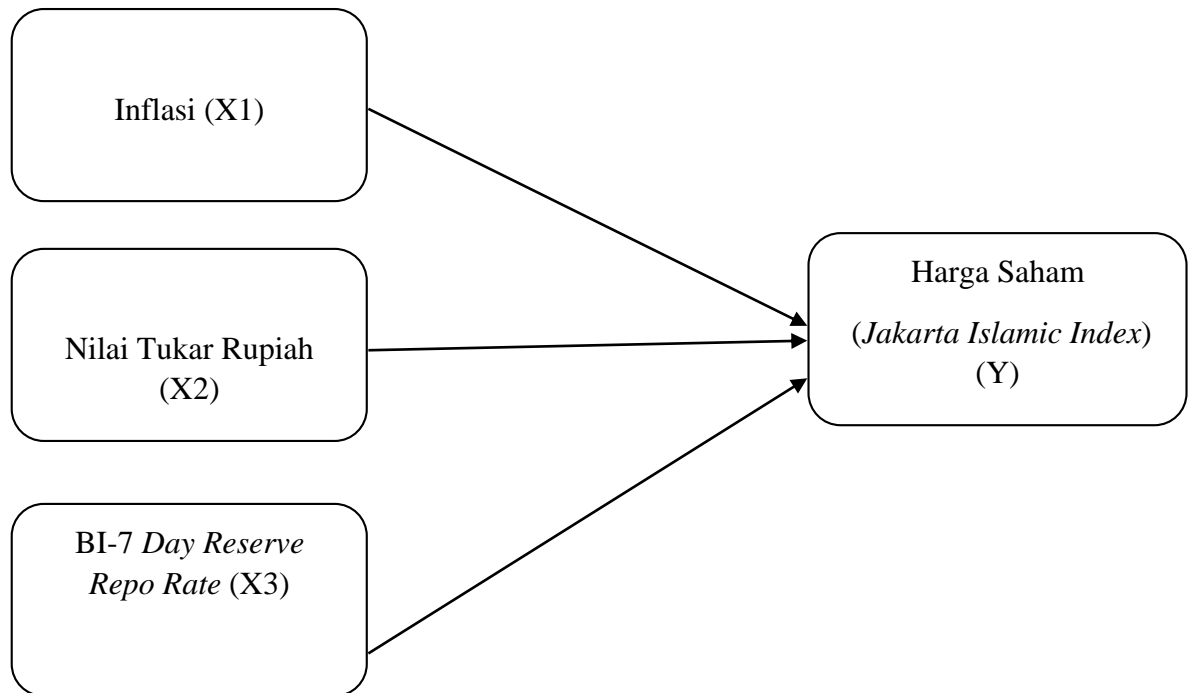 Inflasi (X1)
Nilai Tukar Rupiah
(X2)
BI-7 Day Reserve
Repo Rate (X3)
Harga Saham
(Jakarta Islamic Index)
(Y)